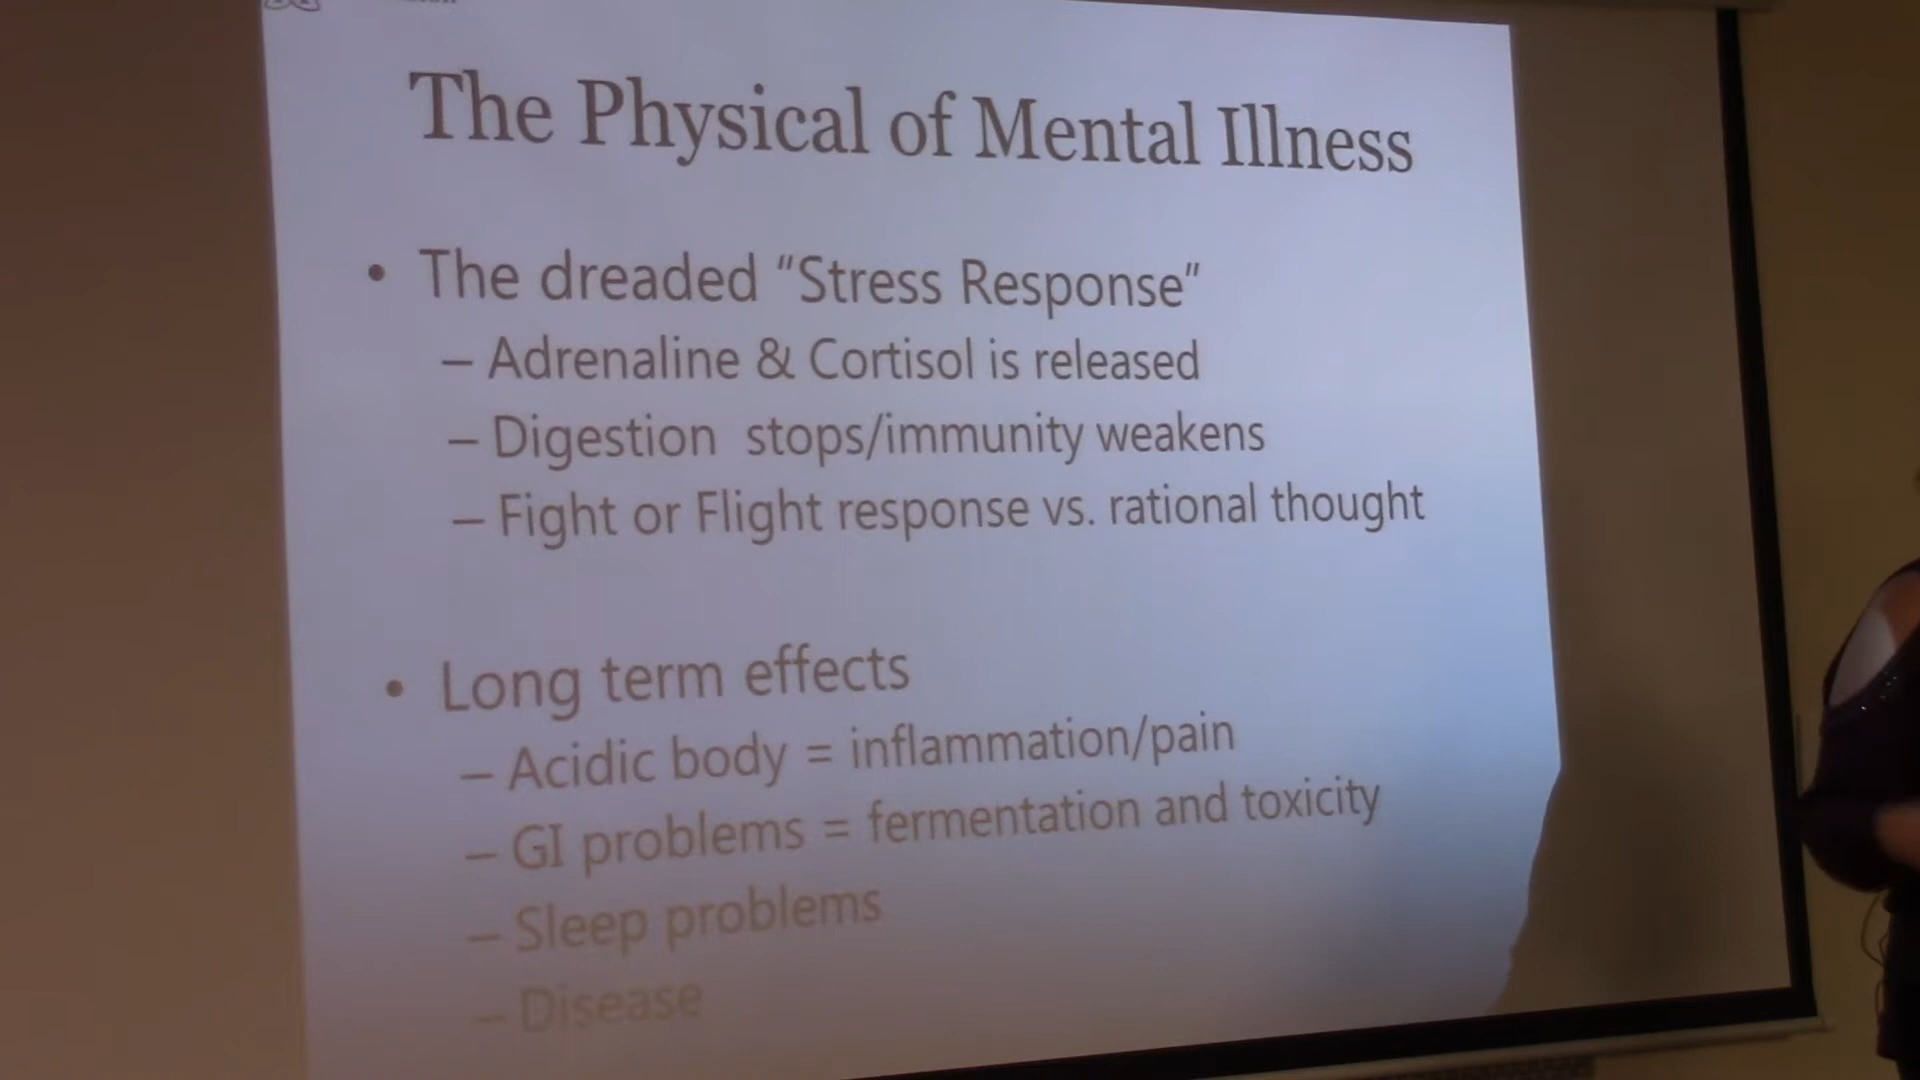 The Physical of Mental Illness
• The dreaded "Stress Response"
– Adrenaline & Cortisol is released
– Digestion stops/immunity weakens
– Fight or Flight response vs. rational thought
• Long term effects
– Acidic body = inflammation/pain
– GI problems = fermentation and toxicity
– Sleep problems
– Disease